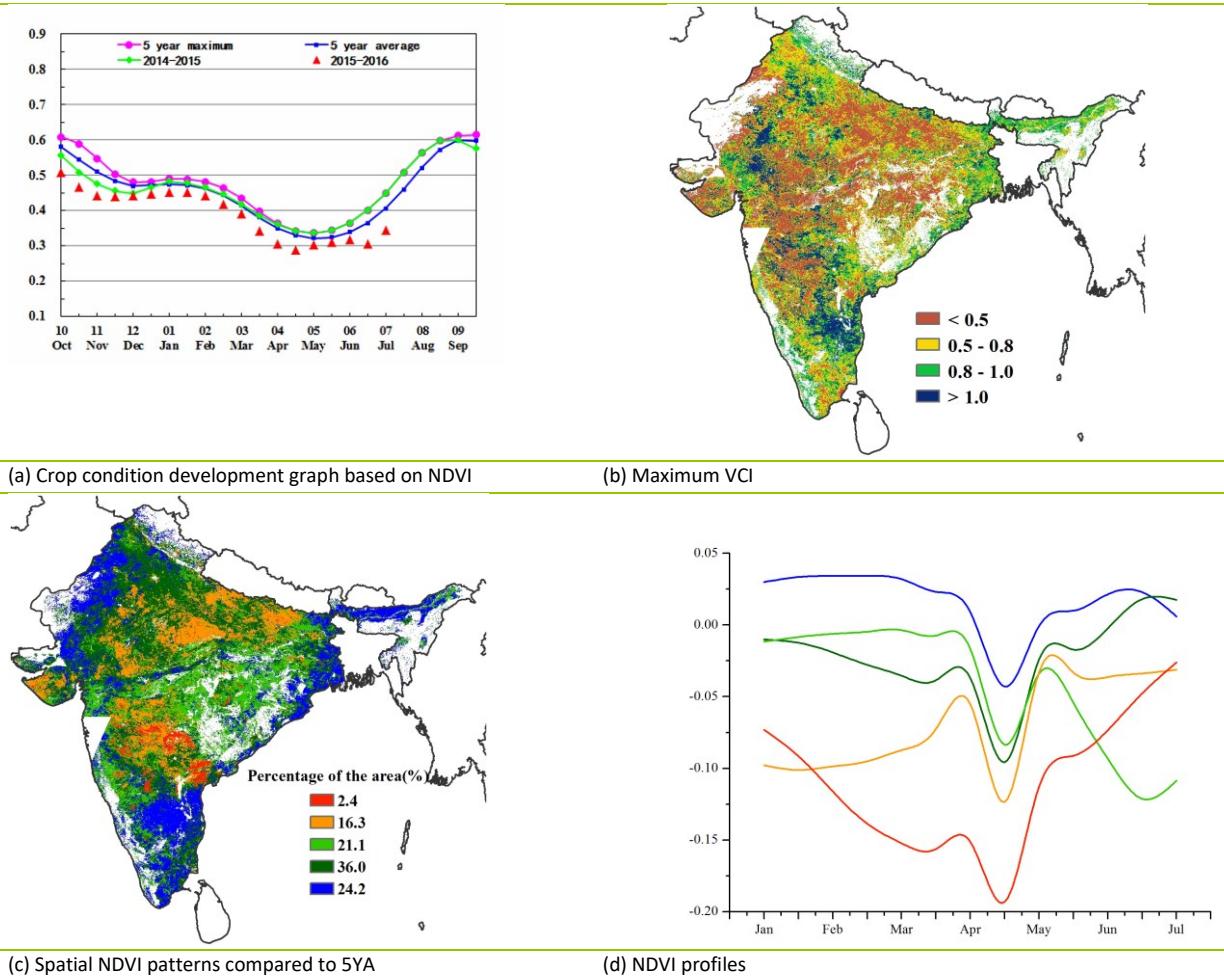 0.9
0.8
0.7
0.6
0.5
0.4
0.3
0.2
0.1
5 year maximum
5 year average
2014-2015
2015-2016
10 11 12 01 02 03 04 05 06 07 08 09
Oct Nov Dec Jan Feb Mar Apr May Jun Jul Aug Sep
< 0.5
0.5 - 0.8
0.8 - 1.0
> 1.0
(a) Crop condition development graph based on NDVI
(b) Maximum VCI
Percentage of the area(%)
2.4
16.3
21.1
36.0
24.2
0.05
0.00
-0.05
-0.10
-0.15
-0.20
Jan Feb Mar Apr May Jun Jul
(c) Spatial NDVI patterns compared to 5YA
(d) NDVI profiles